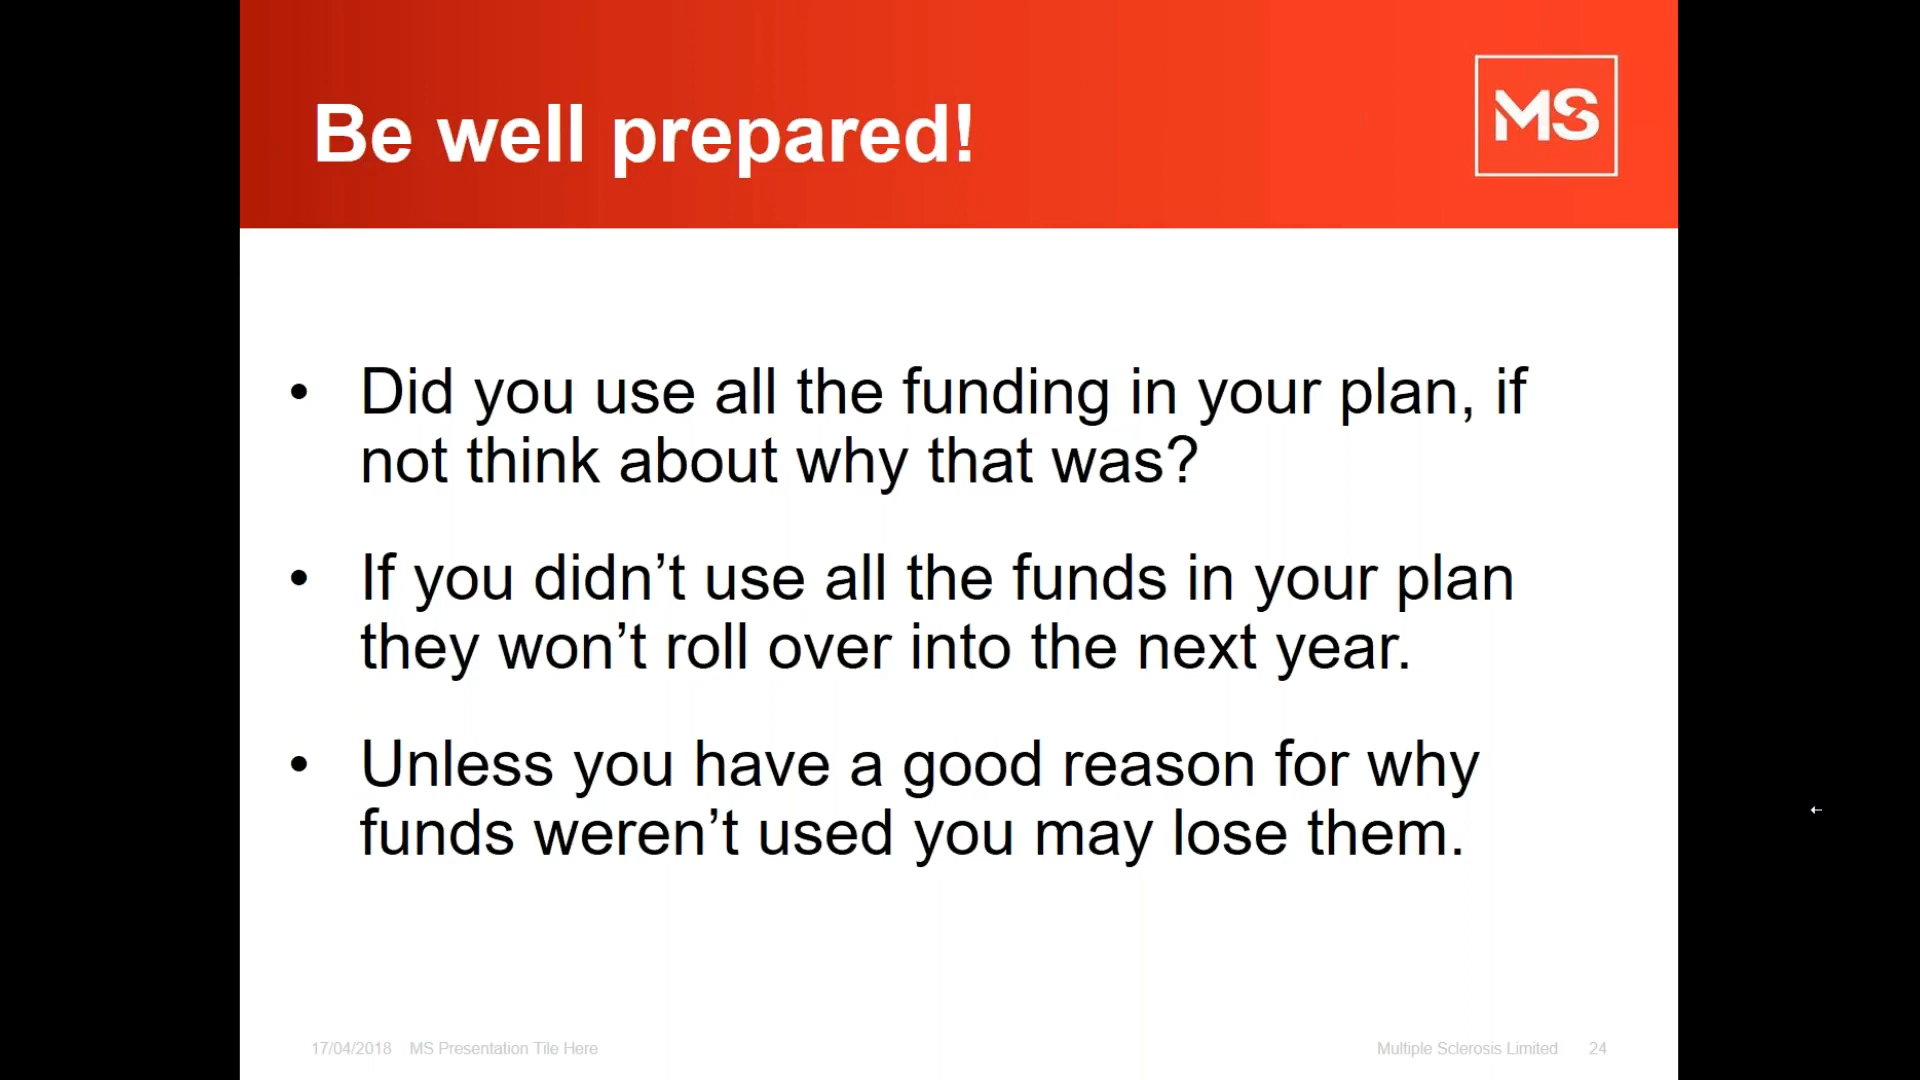 Be well prepared!
MS
• Did you use all the funding in your plan, if
not think about why that was?
• If you didn’t use all the funds in your plan
they won’t roll over into the next year.
• Unless you have a good reason for why
funds weren’t used you may lose them.
17/04/2018 MS Presentation Tile Here
Multiple Sclerosis Limited 24